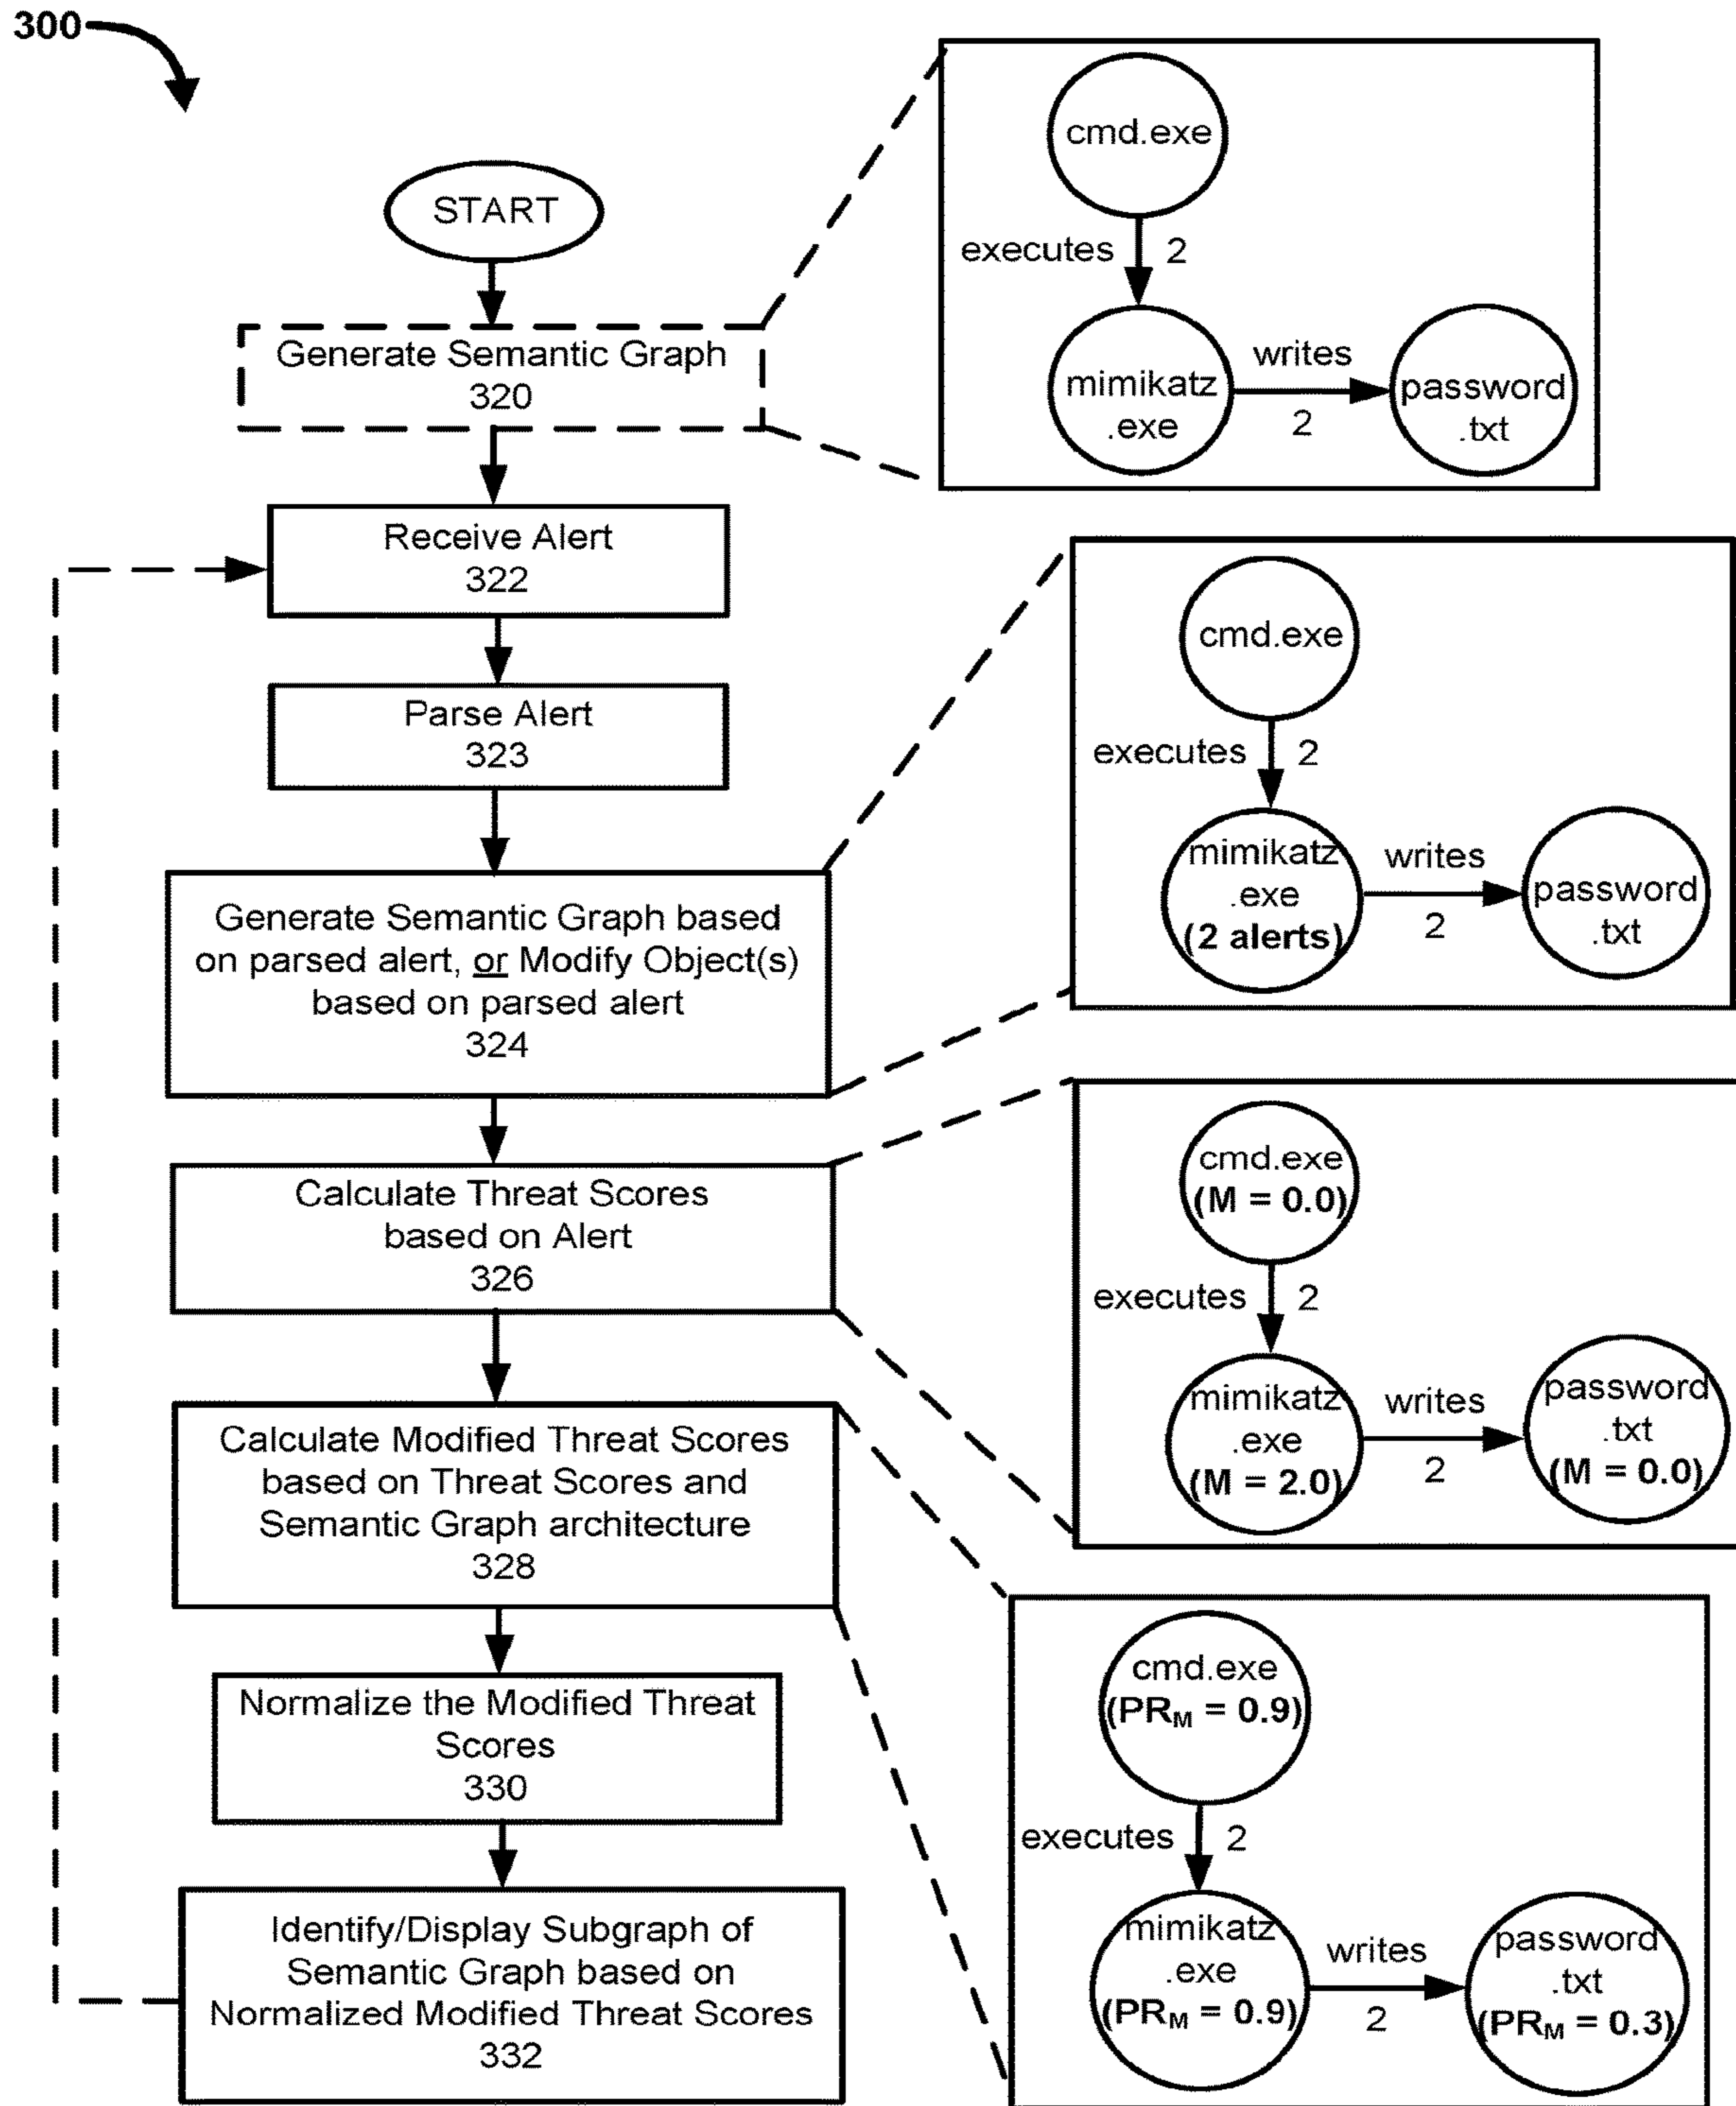 300
START
Generate Semantic Graph
320
Receive Alert
322
Parse Alert
323
Generate Semantic Graph based
on parsed alert, or Modify Object(s)
based on parsed alert
324
Calculate Threat Scores
based on Alert
326
Calculate Modified Threat Scores
based on Threat Scores and
Semantic Graph architecture
328
Normalize the Modified Threat
Scores
330
Identify/Display Subgraph of
Semantic Graph based on
Normalized Modified Threat Scores
332
cmd.exe
executes 2
mimikatz
.exe
writes
2
password
.txt
cmd.exe
executes 2
mimikatz
.exe
(2 alerts)
writes
2
password
.txt
cmd.exe
(M = 0.0)
executes 2
mimikatz
.exe
(M = 2.0)
writes
2
password
.txt
(M = 0.0)
cmd.exe
(PRM = 0.9)
executes 2
mimikatz
.exe
(PRM = 0.9)
writes
2
password
.txt
(PRM = 0.3)